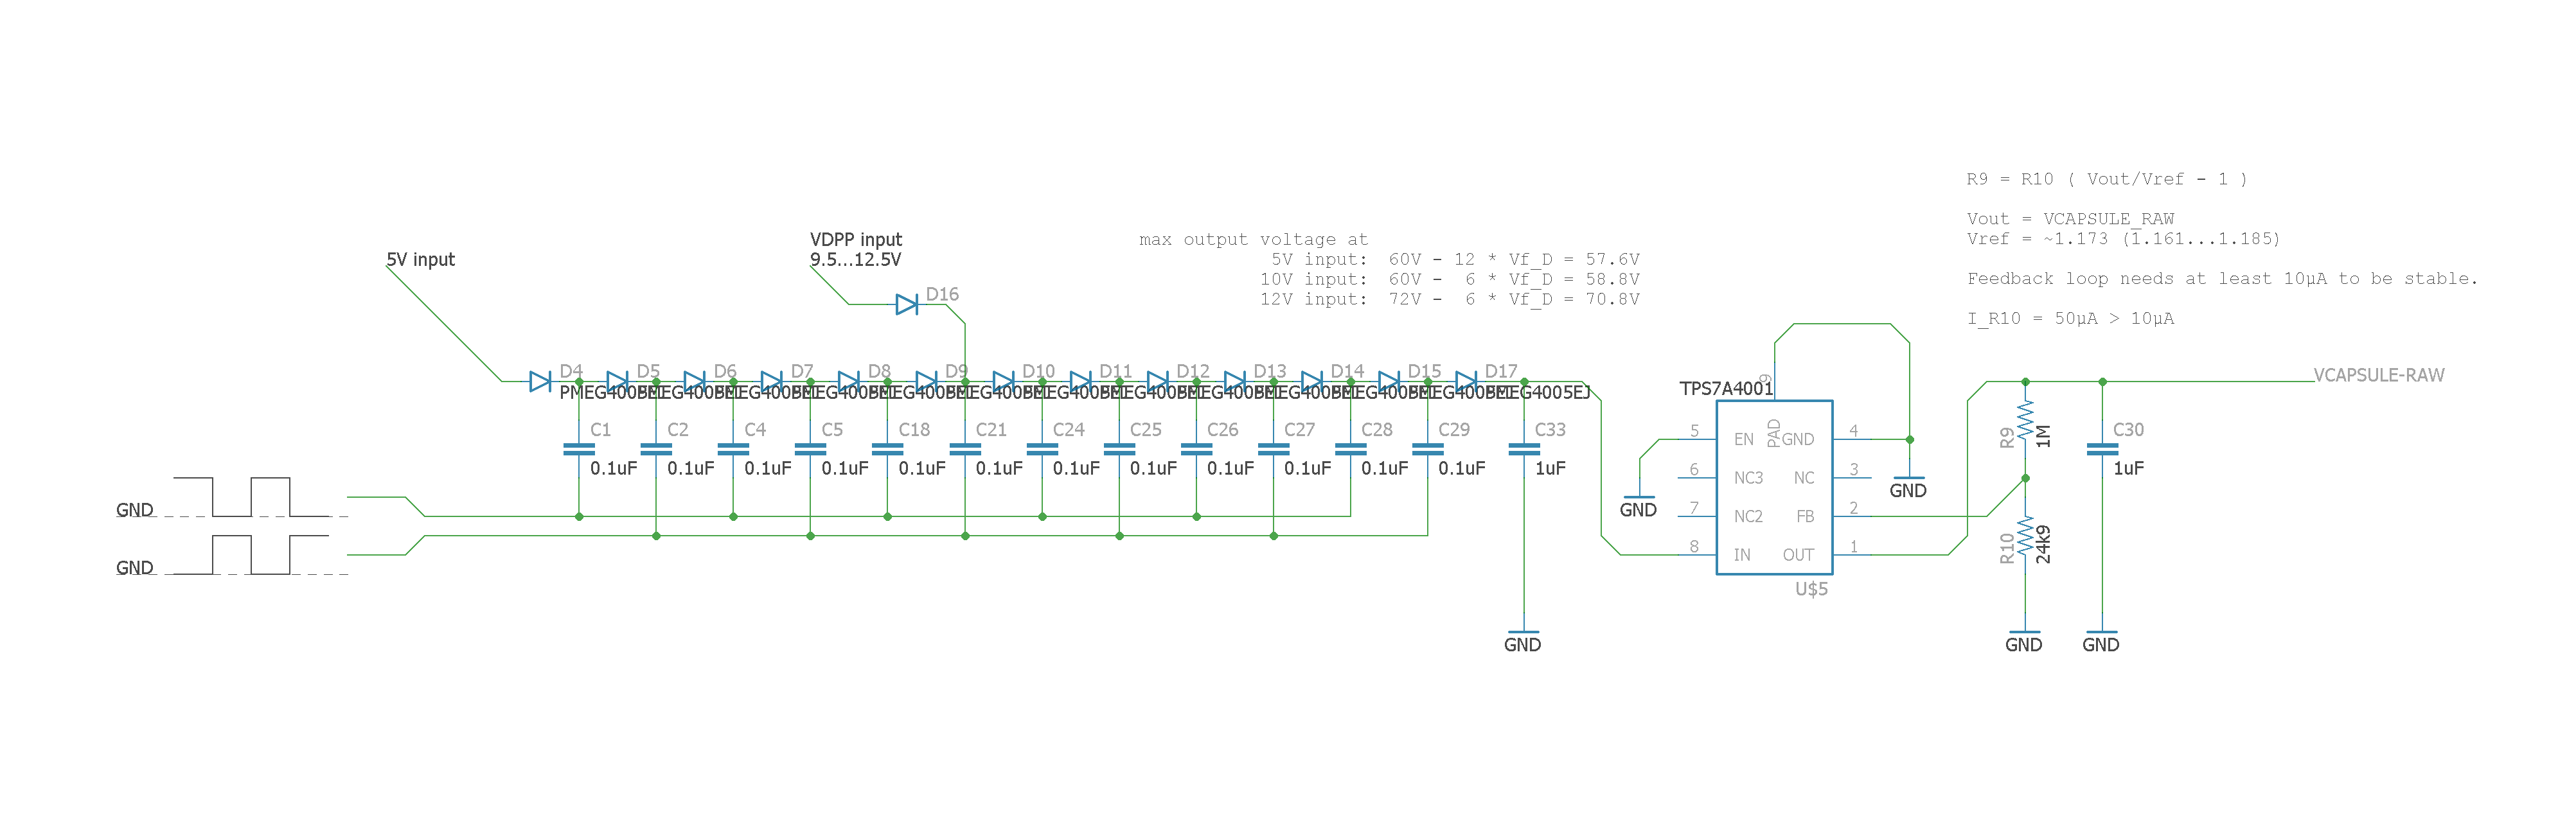 R9 = R10 ( Vout/Vref - 1 )
Vout = VCAPSULE_RAW
Vref = ~1.173 (1.161...1.185)
Feedback loop needs at least 10µA to be stable.
I_R10 = 50µA > 10µA
5V input
VDPP input
9.5...12.5V
D16
max output voltage at
5V input: 60V - 12 * Vf_D = 57.6V
10V input: 60V - 6 * Vf_D = 58.8V
12V input: 72V - 6 * Vf_D = 70.8V
D4 D5 D6 D7 D8 D9 D10 D11 D12 D13 D14 D15 D17
PMEG4005EJ
C1 C2 C4 C5 C18 C21 C24 C25 C26 C27 C28 C29 C33
0.1uF 0.1uF 0.1uF 0.1uF 0.1uF 0.1uF 0.1uF 0.1uF 0.1uF 0.1uF 0.1uF 0.1uF 1uF
GND
GND
GND
TPS7A4001
9
PAD
5 EN GND 4
6 NC3 NC 3
7 NC2 FB 2
8 IN OUT 1
U$5
GND
GND
VCAPSULE-RAW
R9
1M
R10
24k9
C30
1uF
GND
GND